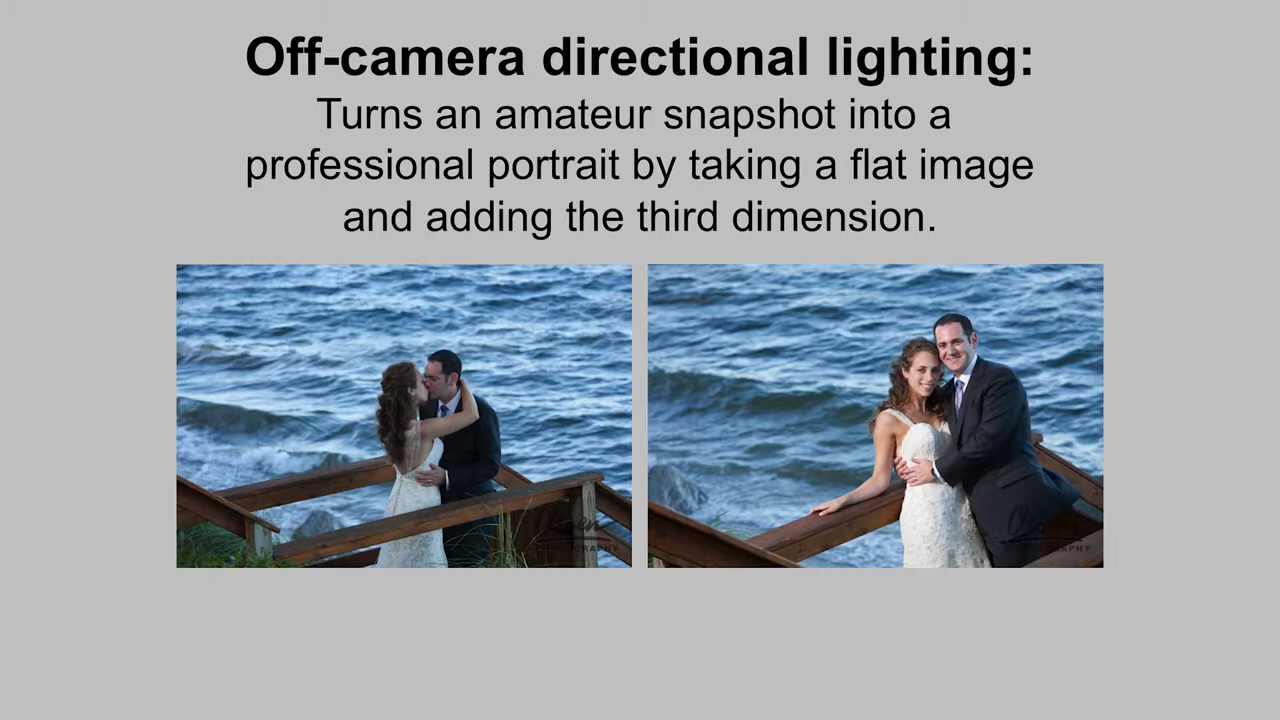 Off-camera directional lighting:
Turns an amateur snapshot into a
professional portrait by taking a flat image
and adding the third dimension.